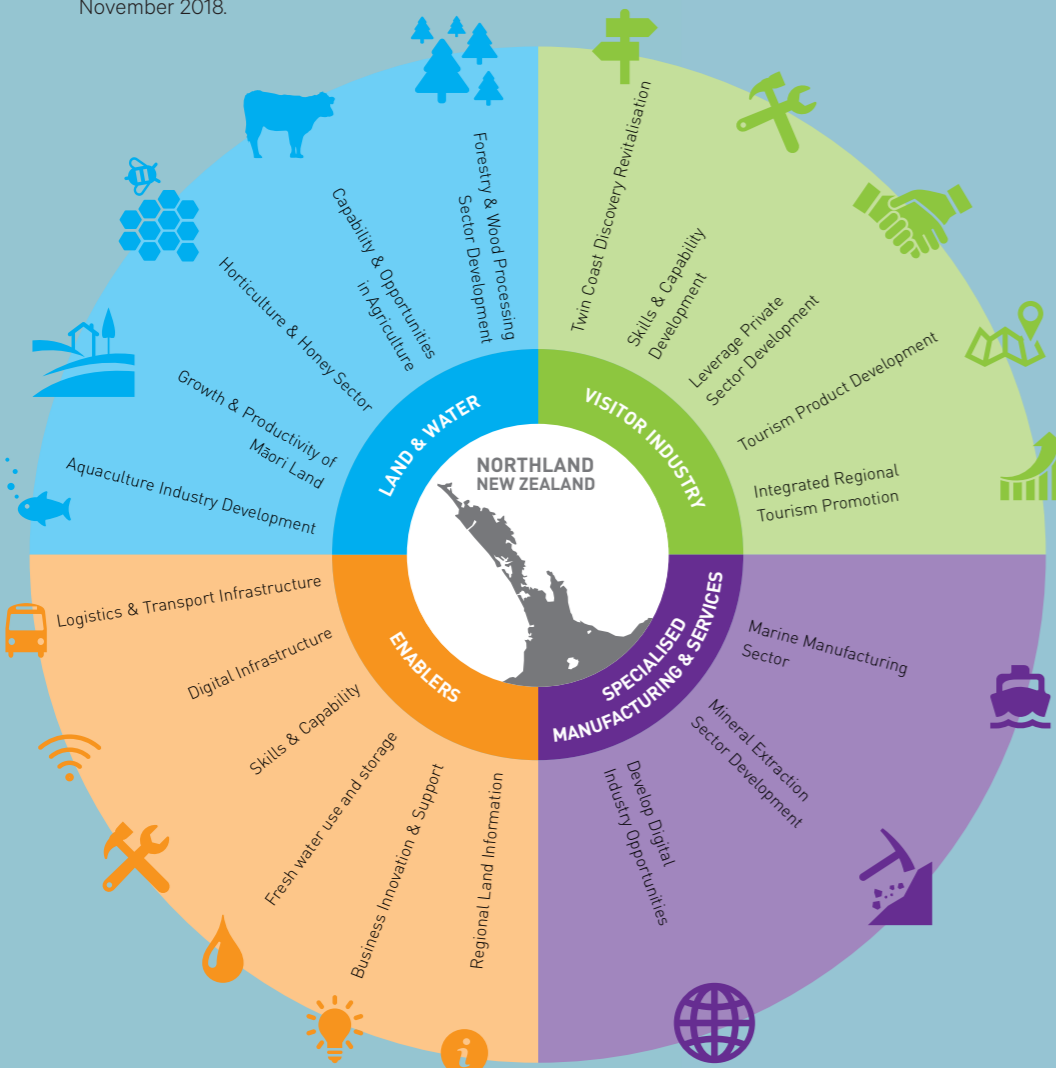 November 2018.
Forestry & Wood Processing
Sector Development
Capability & Opportunities
in Agriculture
Horticulture & Honey Sector
Growth & Productivity of
Māori Land
Aquaculture Industry Development
LAND & WATER
Twin Coast Discovery Revitalisation
Skills & Capability
Development
Leverage Private
Sector Development
Tourism Product Development
Integrated Regional
Tourism Promotion
VISITOR INDUSTRY
NORTHLAND
NEW ZEALAND
Logistics & Transport Infrastructure
Digital Infrastructure
Skills & Capability
Fresh water use and storage
Business Innovation & Support
Regional Land Information
ENABLERS
i
SPECIALISED
MANUFACTURING & SERVICES
Marine Manufacturing
Sector
Mineral Extraction
Sector Development
Develop Digital
Industry Opportunities